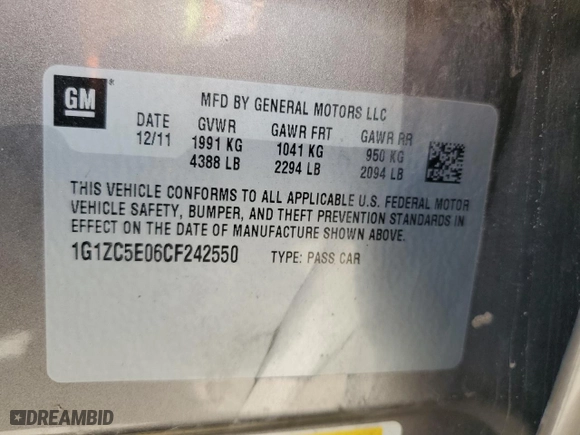 GM
MFD BY GENERAL MOTORS LLC
DATE GVWR GAWR FRT GAWR RR
12/11 1991 KG 1041 KG 950 KG
4388 LB 2294 LB 2094 LB
THIS VEHICLE CONFORMS TO ALL APPLICABLE U.S. FEDERAL MOTOR
VEHICLE SAFETY, BUMPER, AND THEFT PREVENTION STANDARDS IN
EFFECT ON THE DATE OF MANUFACTURE SHOWN ABOVE.
1G1ZC5E06CF242550 TYPE: PASS CAR
DREAMBID